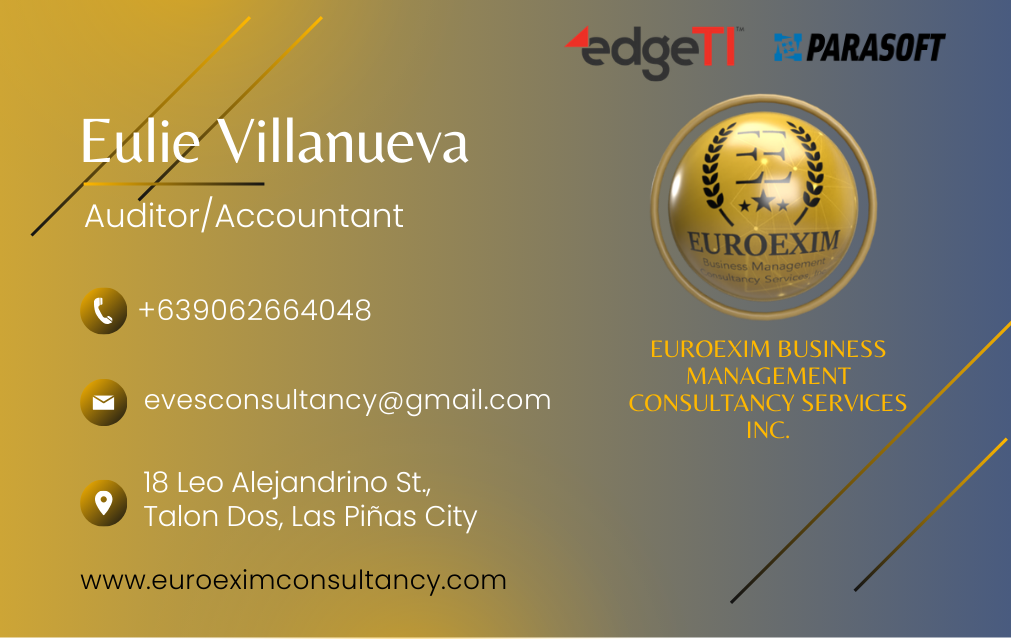 edgeTI™
PARASOFT
Eulie Villanueva
Auditor/Accountant
+639062664048
evesconsultancy@gmail.com
18 Leo Alejandrino St.,
Talon Dos, Las Piñas City
www.euroeximconsultancy.com
EUROEXIM
Business Management
Consultancy Services Inc.
EUROEXIM BUSINESS
MANAGEMENT
CONSULTANCY SERVICES
INC.